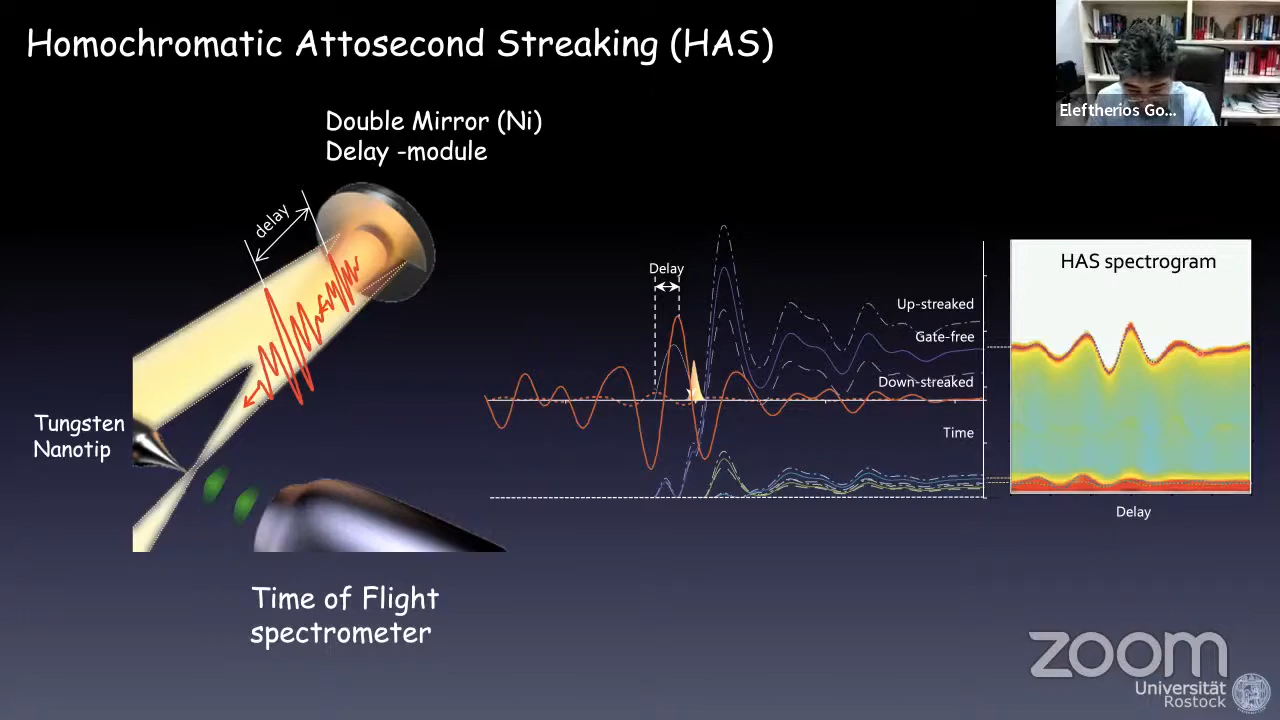 Homochromatic Attosecond Streaking (HAS)
Eleftherios Go...
Double Mirror (Ni)
Delay -module
delay
Delay
HAS spectrogram
Up-streaked
Gate-free
Down-streaked
Time
Tungsten
Nanotip
Delay
Time of Flight
spectrometer
zoom
Universität
Rostock